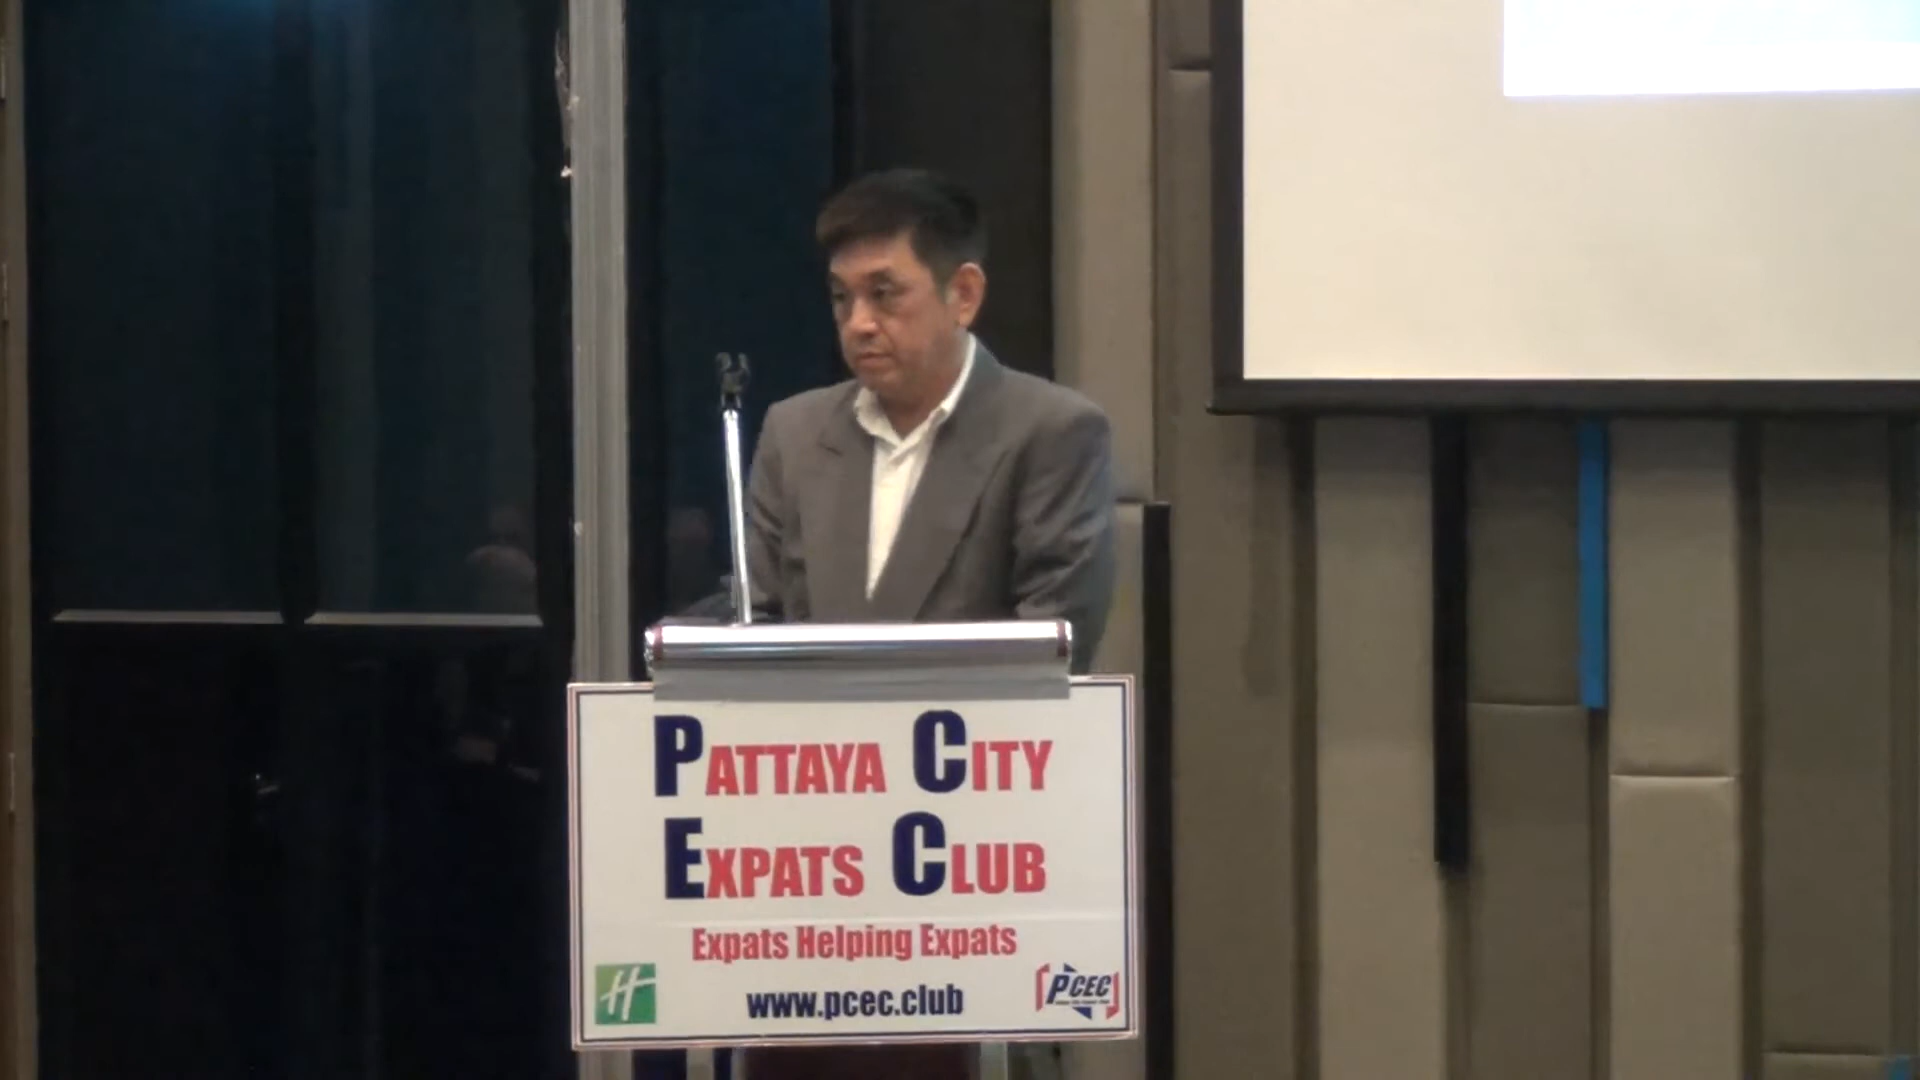 PATTAYA CITY
EXPATS CLUB
Expats Helping Expats
www.pcec.club
H
PCEC